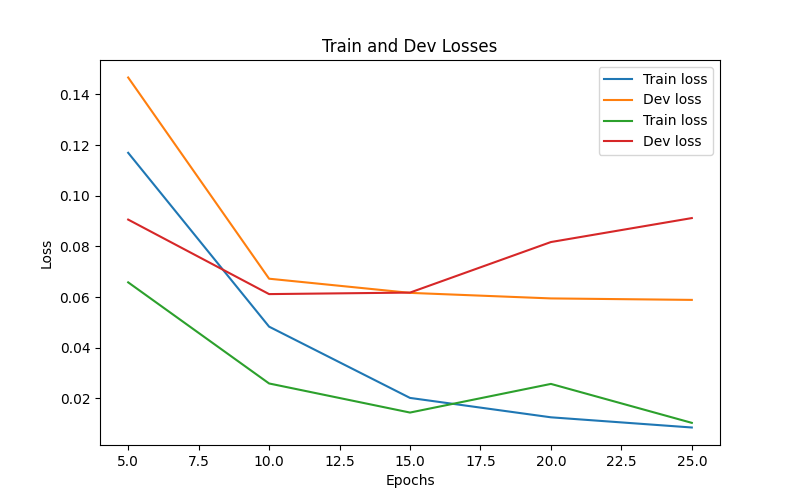 Train and Dev Losses
Train loss
Dev loss
Train loss
Dev loss
0.14
0.12
0.10
0.08
0.06
0.04
0.02
Loss
5.0 7.5 10.0 12.5 15.0 17.5 20.0 22.5 25.0
Epochs